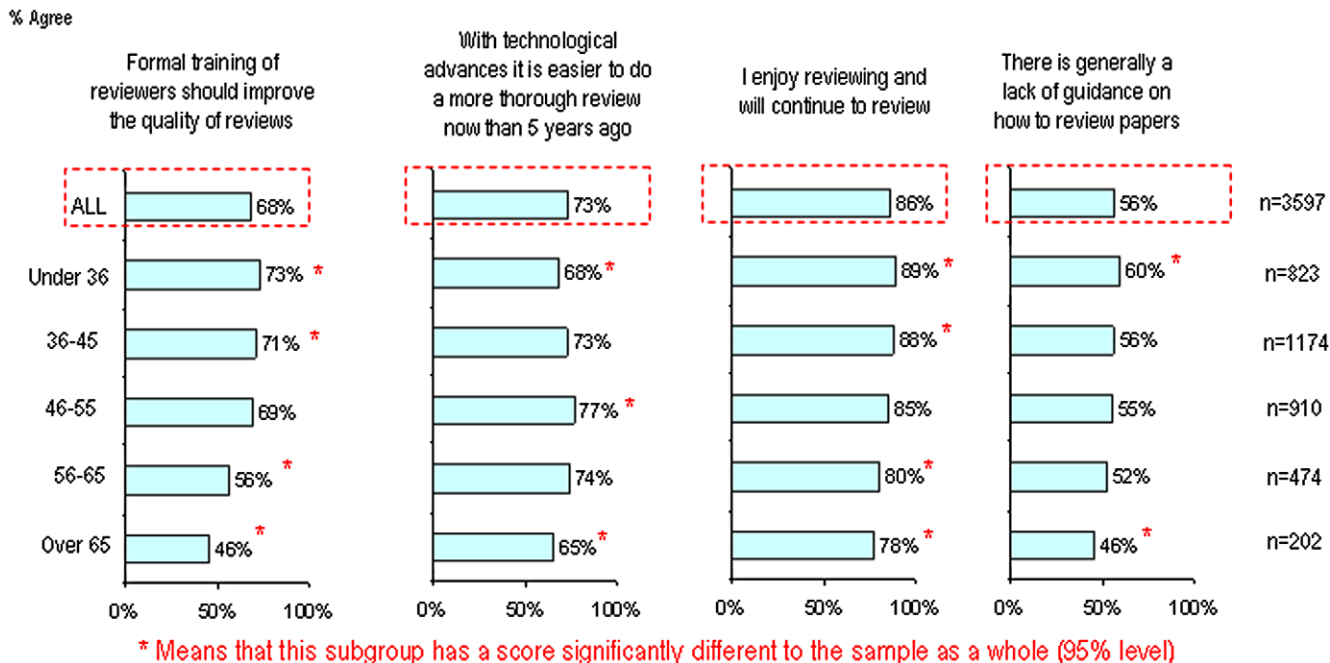 % Agree
Formal training of
reviewers should improve
the quality of reviews
With technological
advances it is easier to do
a more thorough review
now than 5 years ago
I enjoy reviewing and
will continue to review
There is generally a
lack of guidance on
how to review papers
ALL 68% 73% 86% 56% n=3597
Under 36 73% * 68% * 89% * 60% * n=823
36-45 71% * 73% 88% * 56% n=1174
46-55 69% 77% * 85% 55% n=910
56-65 56% * 74% 80% * 52% n=474
Over 65 46% * 65% * 78% * 46% * n=202
0% 50% 100% 0% 50% 100% 0% 50% 100% 0% 50% 100%
* Means that this subgroup has a score significantly different to the sample as a whole (95% level)